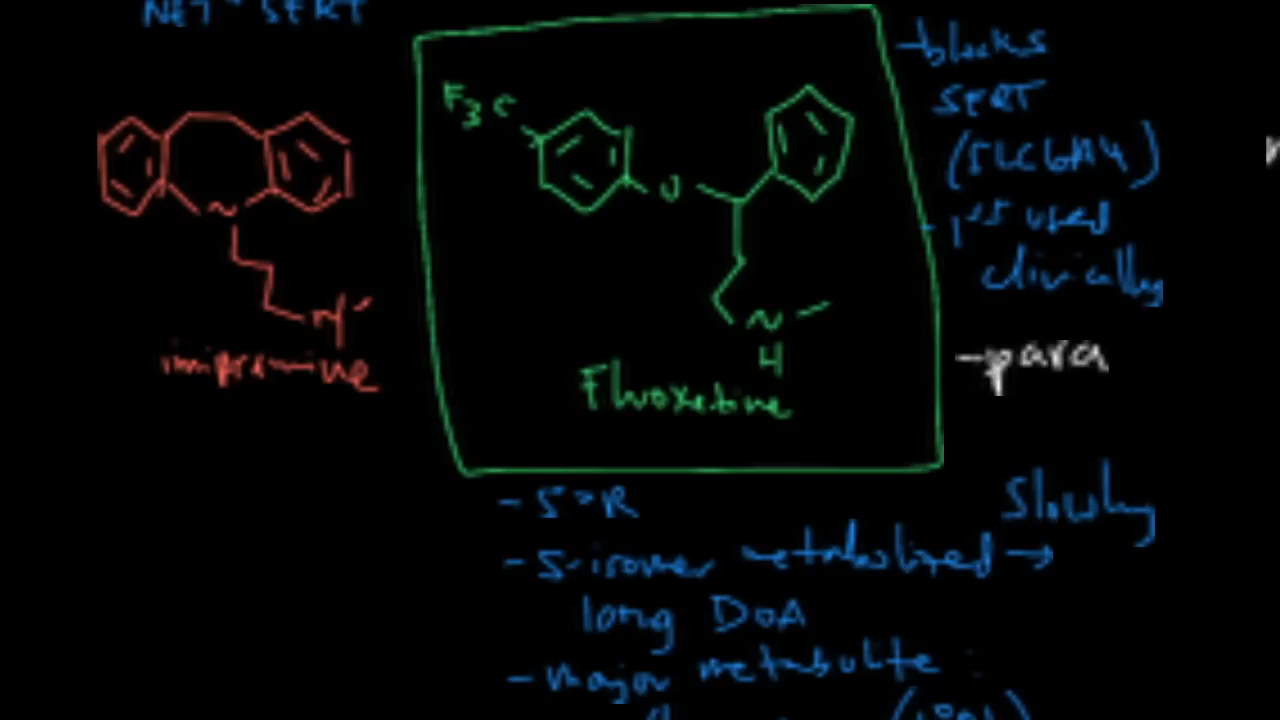 NET SERT
F3C
O
N
N
N
H
imipramine
Fluoxetine
- blocks
SERT
(SLC6A4)
- 1st used
clinically
- para
- S > R
- S-isomer metabolized → Slowly
long DoA
- major metabolite :